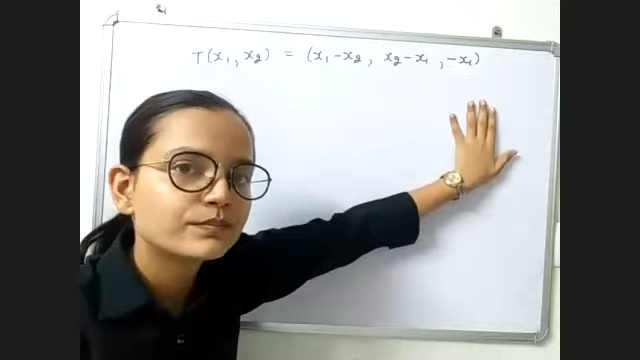 T(x₁, x₂) = (x₁-x₂, x₂-x₁, -x₁)